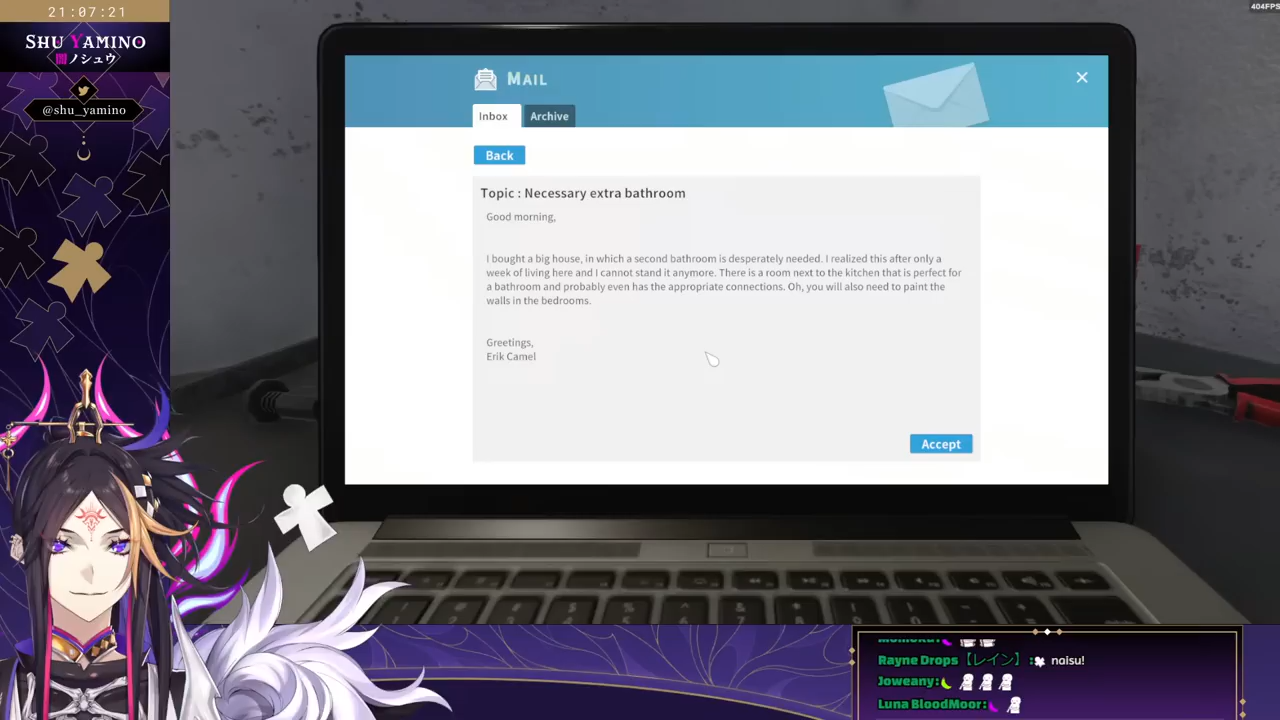 21:07:21
SHU YAMINO
闇ノシュウ
@shu_yamino
404FPS
MAIL
Inbox
Archive
Back
Topic : Necessary extra bathroom
Good morning,
I bought a big house, in which a second bathroom is desperately needed. I realized this after only a
week of living here and I cannot stand it anymore. There is a room next to the kitchen that is perfect for
a bathroom and probably even has the appropriate connections. Oh, you will also need to paint the
walls in the bedrooms.
Greetings,
Erik Camel
Accept
Rayne Drops【レイン】: naisu!
Joweany:
Luna BloodMoor: